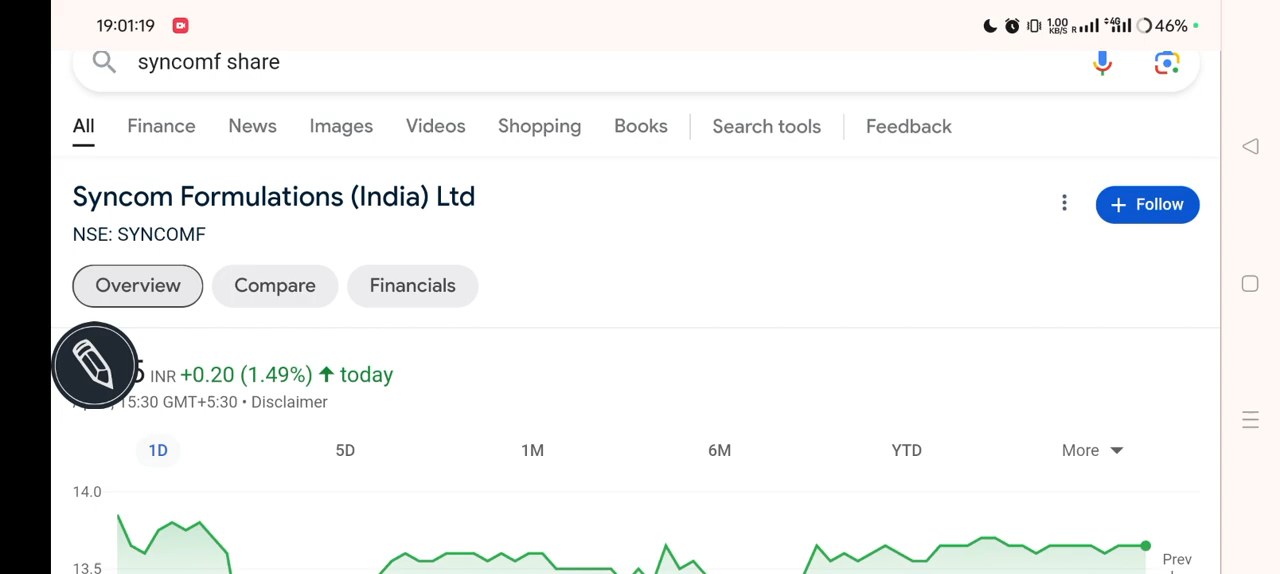 19:01:19 1.00 KB/S R 4G 46%
syncomf share
All Finance News Images Videos Shopping Books Search tools Feedback
Syncom Formulations (India) Ltd
+ Follow
NSE: SYNCOMF
Overview Compare Financials
5 INR +0.20 (1.49%) ↑ today
15:30 GMT+5:30 • Disclaimer
1D 5D 1M 6M YTD More
14.0
Prev
13.5